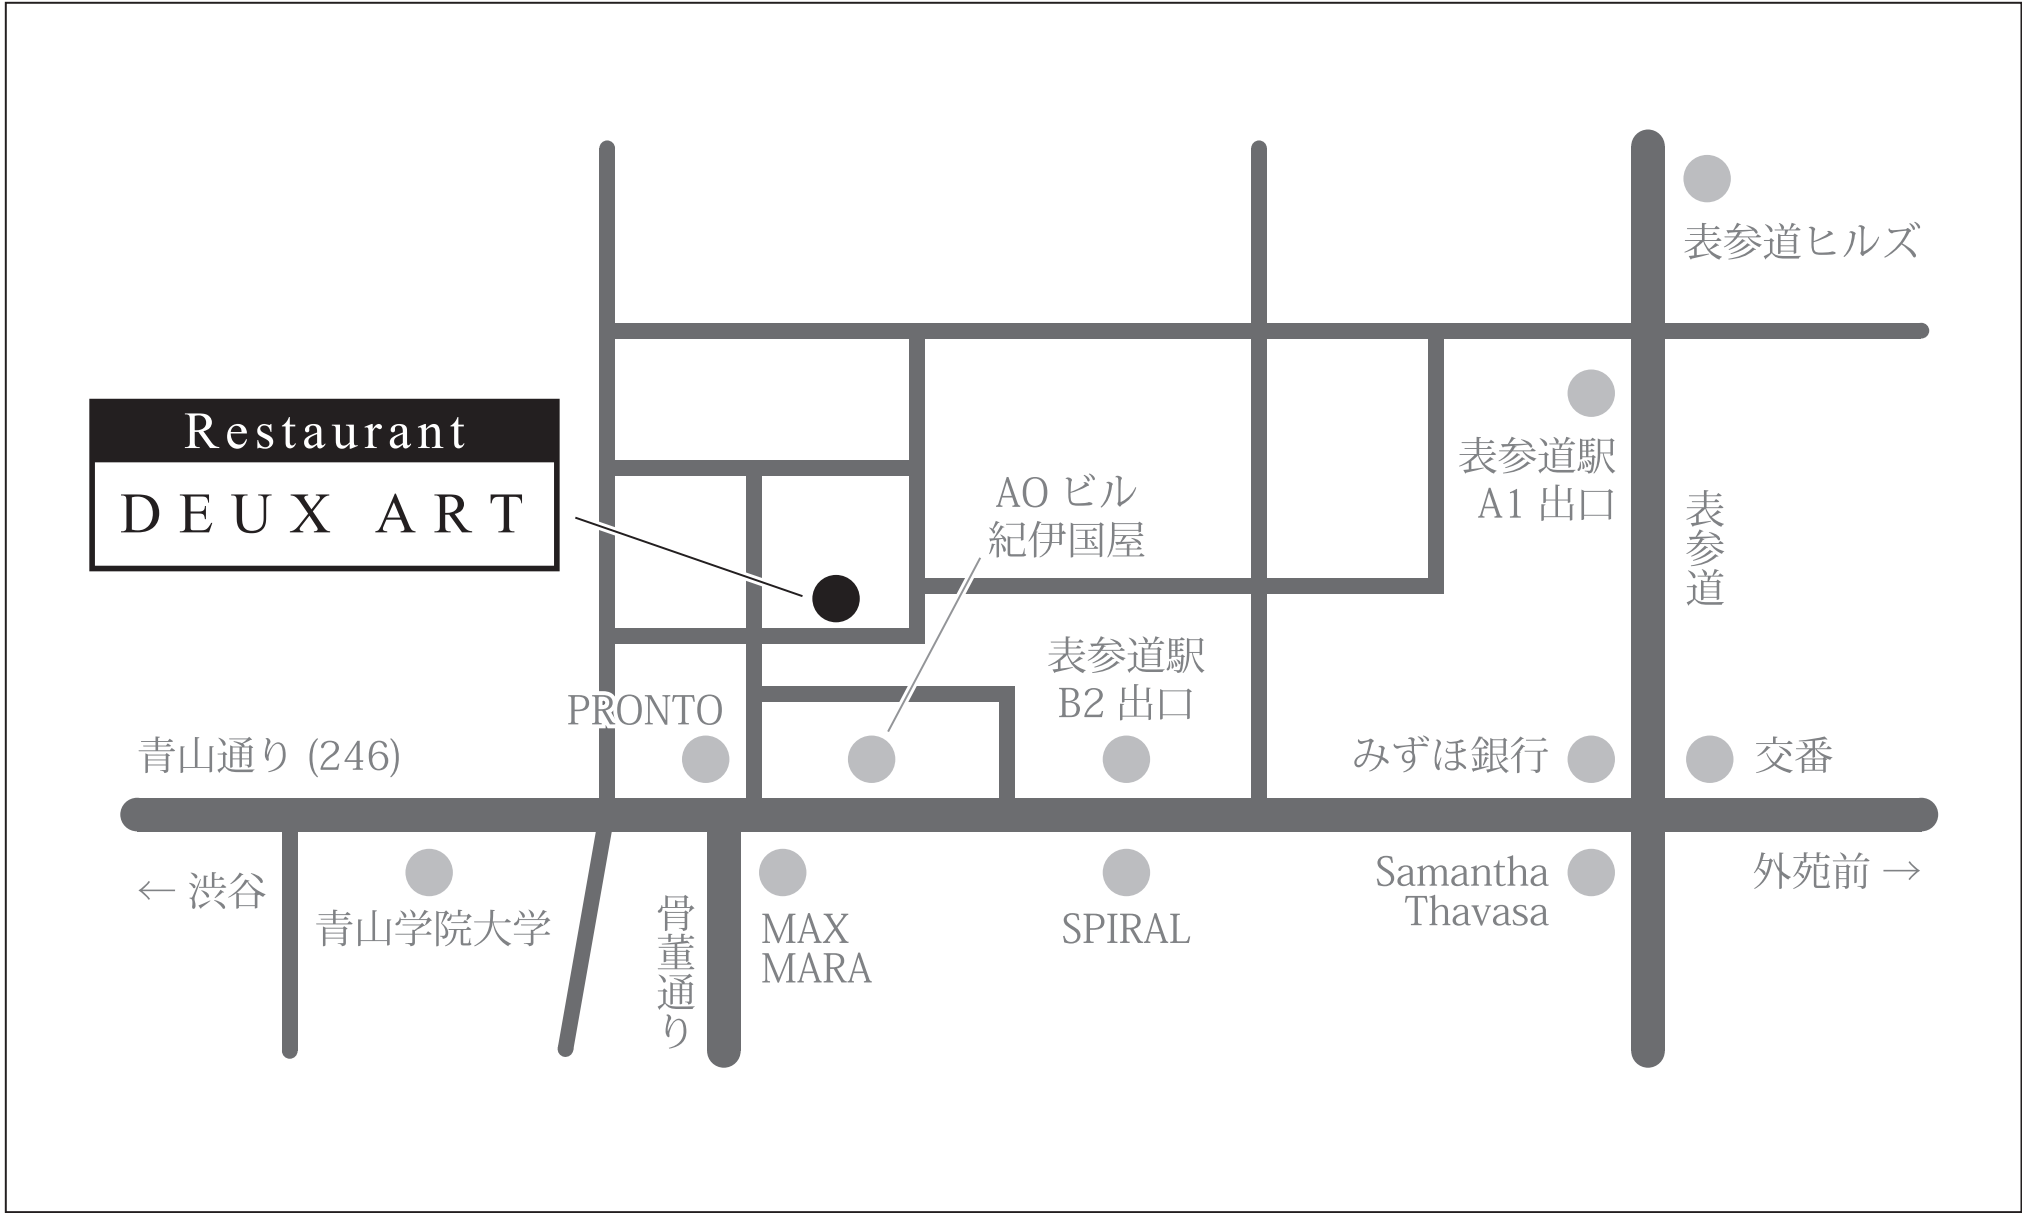 表参道ヒルズ
Restaurant
DEUX ART
表参道駅
A1 出口
AO ビル
紀伊国屋
表参道
表参道駅
B2 出口
PRONTO
青山通り (246)
みずほ銀行
交番
← 渋谷
青山学院大学
骨董通り
MAX
MARA
SPIRAL
Samantha
Thavasa
外苑前 →